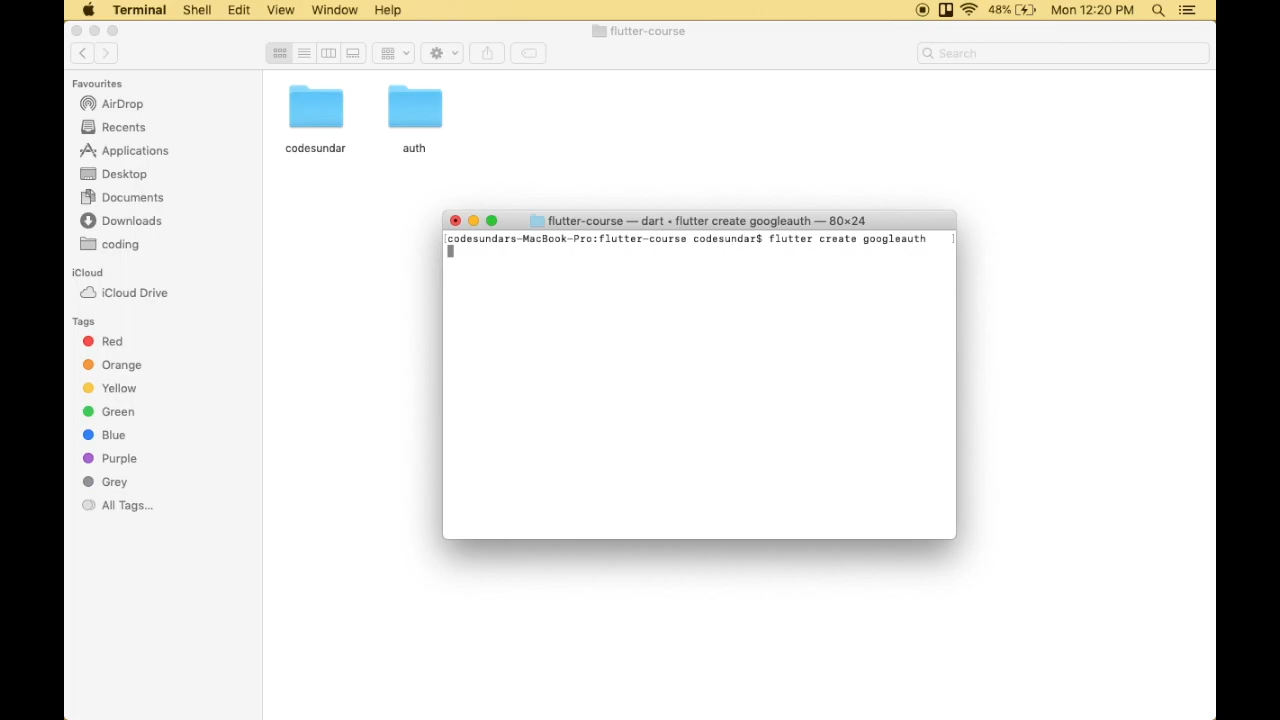 Terminal Shell Edit View Window Help 48% Mon 12:20 PM
flutter-course
Search
Favourites
AirDrop
Recents
Applications
Desktop
Documents
Downloads
coding
iCloud
iCloud Drive
Tags
Red
Orange
Yellow
Green
Blue
Purple
Grey
All Tags...
codesundar auth
flutter-course — dart • flutter create googleauth — 80×24
[codesundars-MacBook-Pro:flutter-course codesundar$ flutter create googleauth ]